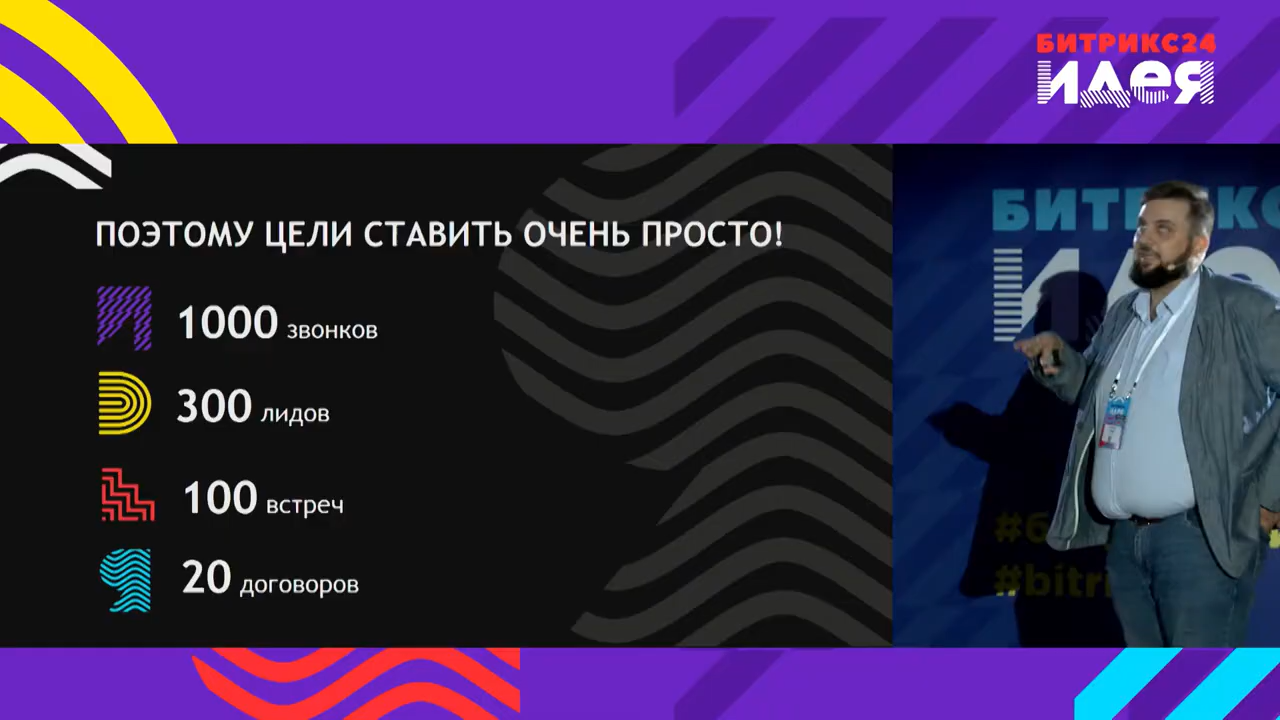 БИТРИКС24
ИДЕЯ
ПОЭТОМУ ЦЕЛИ СТАВИТЬ ОЧЕНЬ ПРОСТО!
1000 звонков
300 лидов
100 встреч
20 договоров